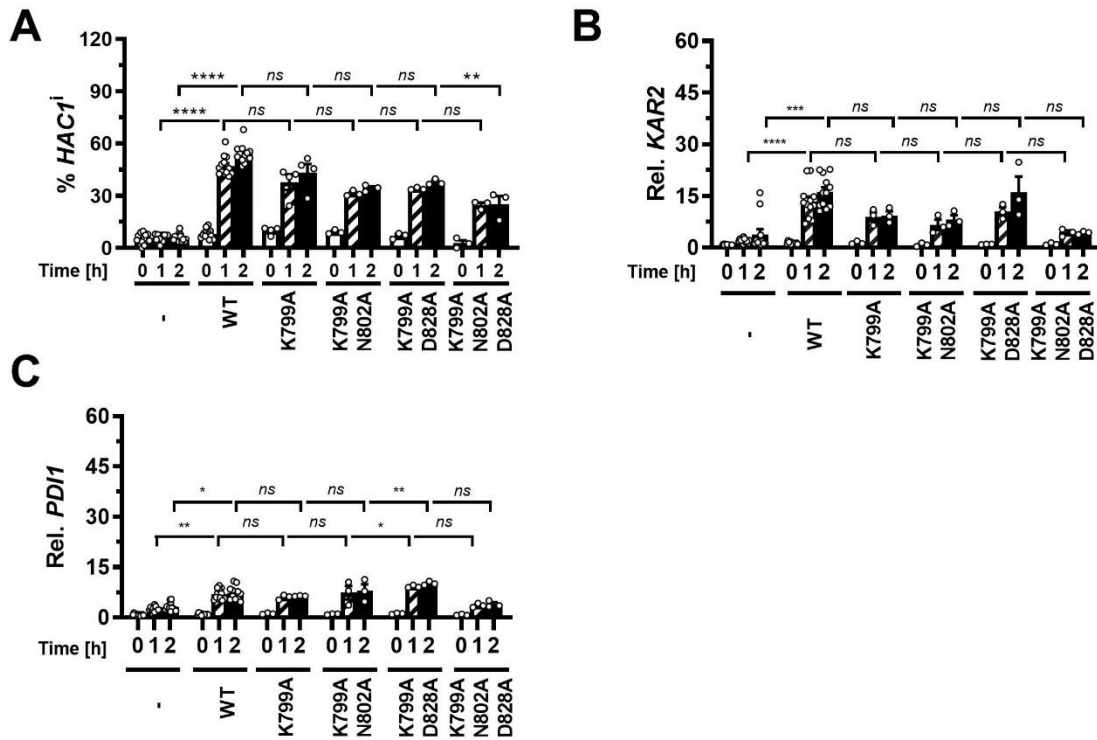 A
% HAC1ⁱ
120
90
60
30
0
**** ns ns ns **
**** ns ns ns ns
Time [h] 0 1 2 0 1 2 0 1 2 0 1 2 0 1 2 0 1 2
-
WT
K799A
K799A
N802A
K799A
D828A
K799A
N802A
D828A
B
Rel. KAR2
60
45
30
15
0
*** ns ns ns ns
**** ns ns ns ns
Time [h] 0 1 2 0 1 2 0 1 2 0 1 2 0 1 2 0 1 2
-
WT
K799A
K799A
N802A
K799A
D828A
K799A
N802A
D828A
C
Rel. PDI1
60
45
30
15
0
* ns ns ** ns
** ns ns * ns
Time [h] 0 1 2 0 1 2 0 1 2 0 1 2 0 1 2 0 1 2
-
WT
K799A
K799A
N802A
K799A
D828A
K799A
N802A
D828A